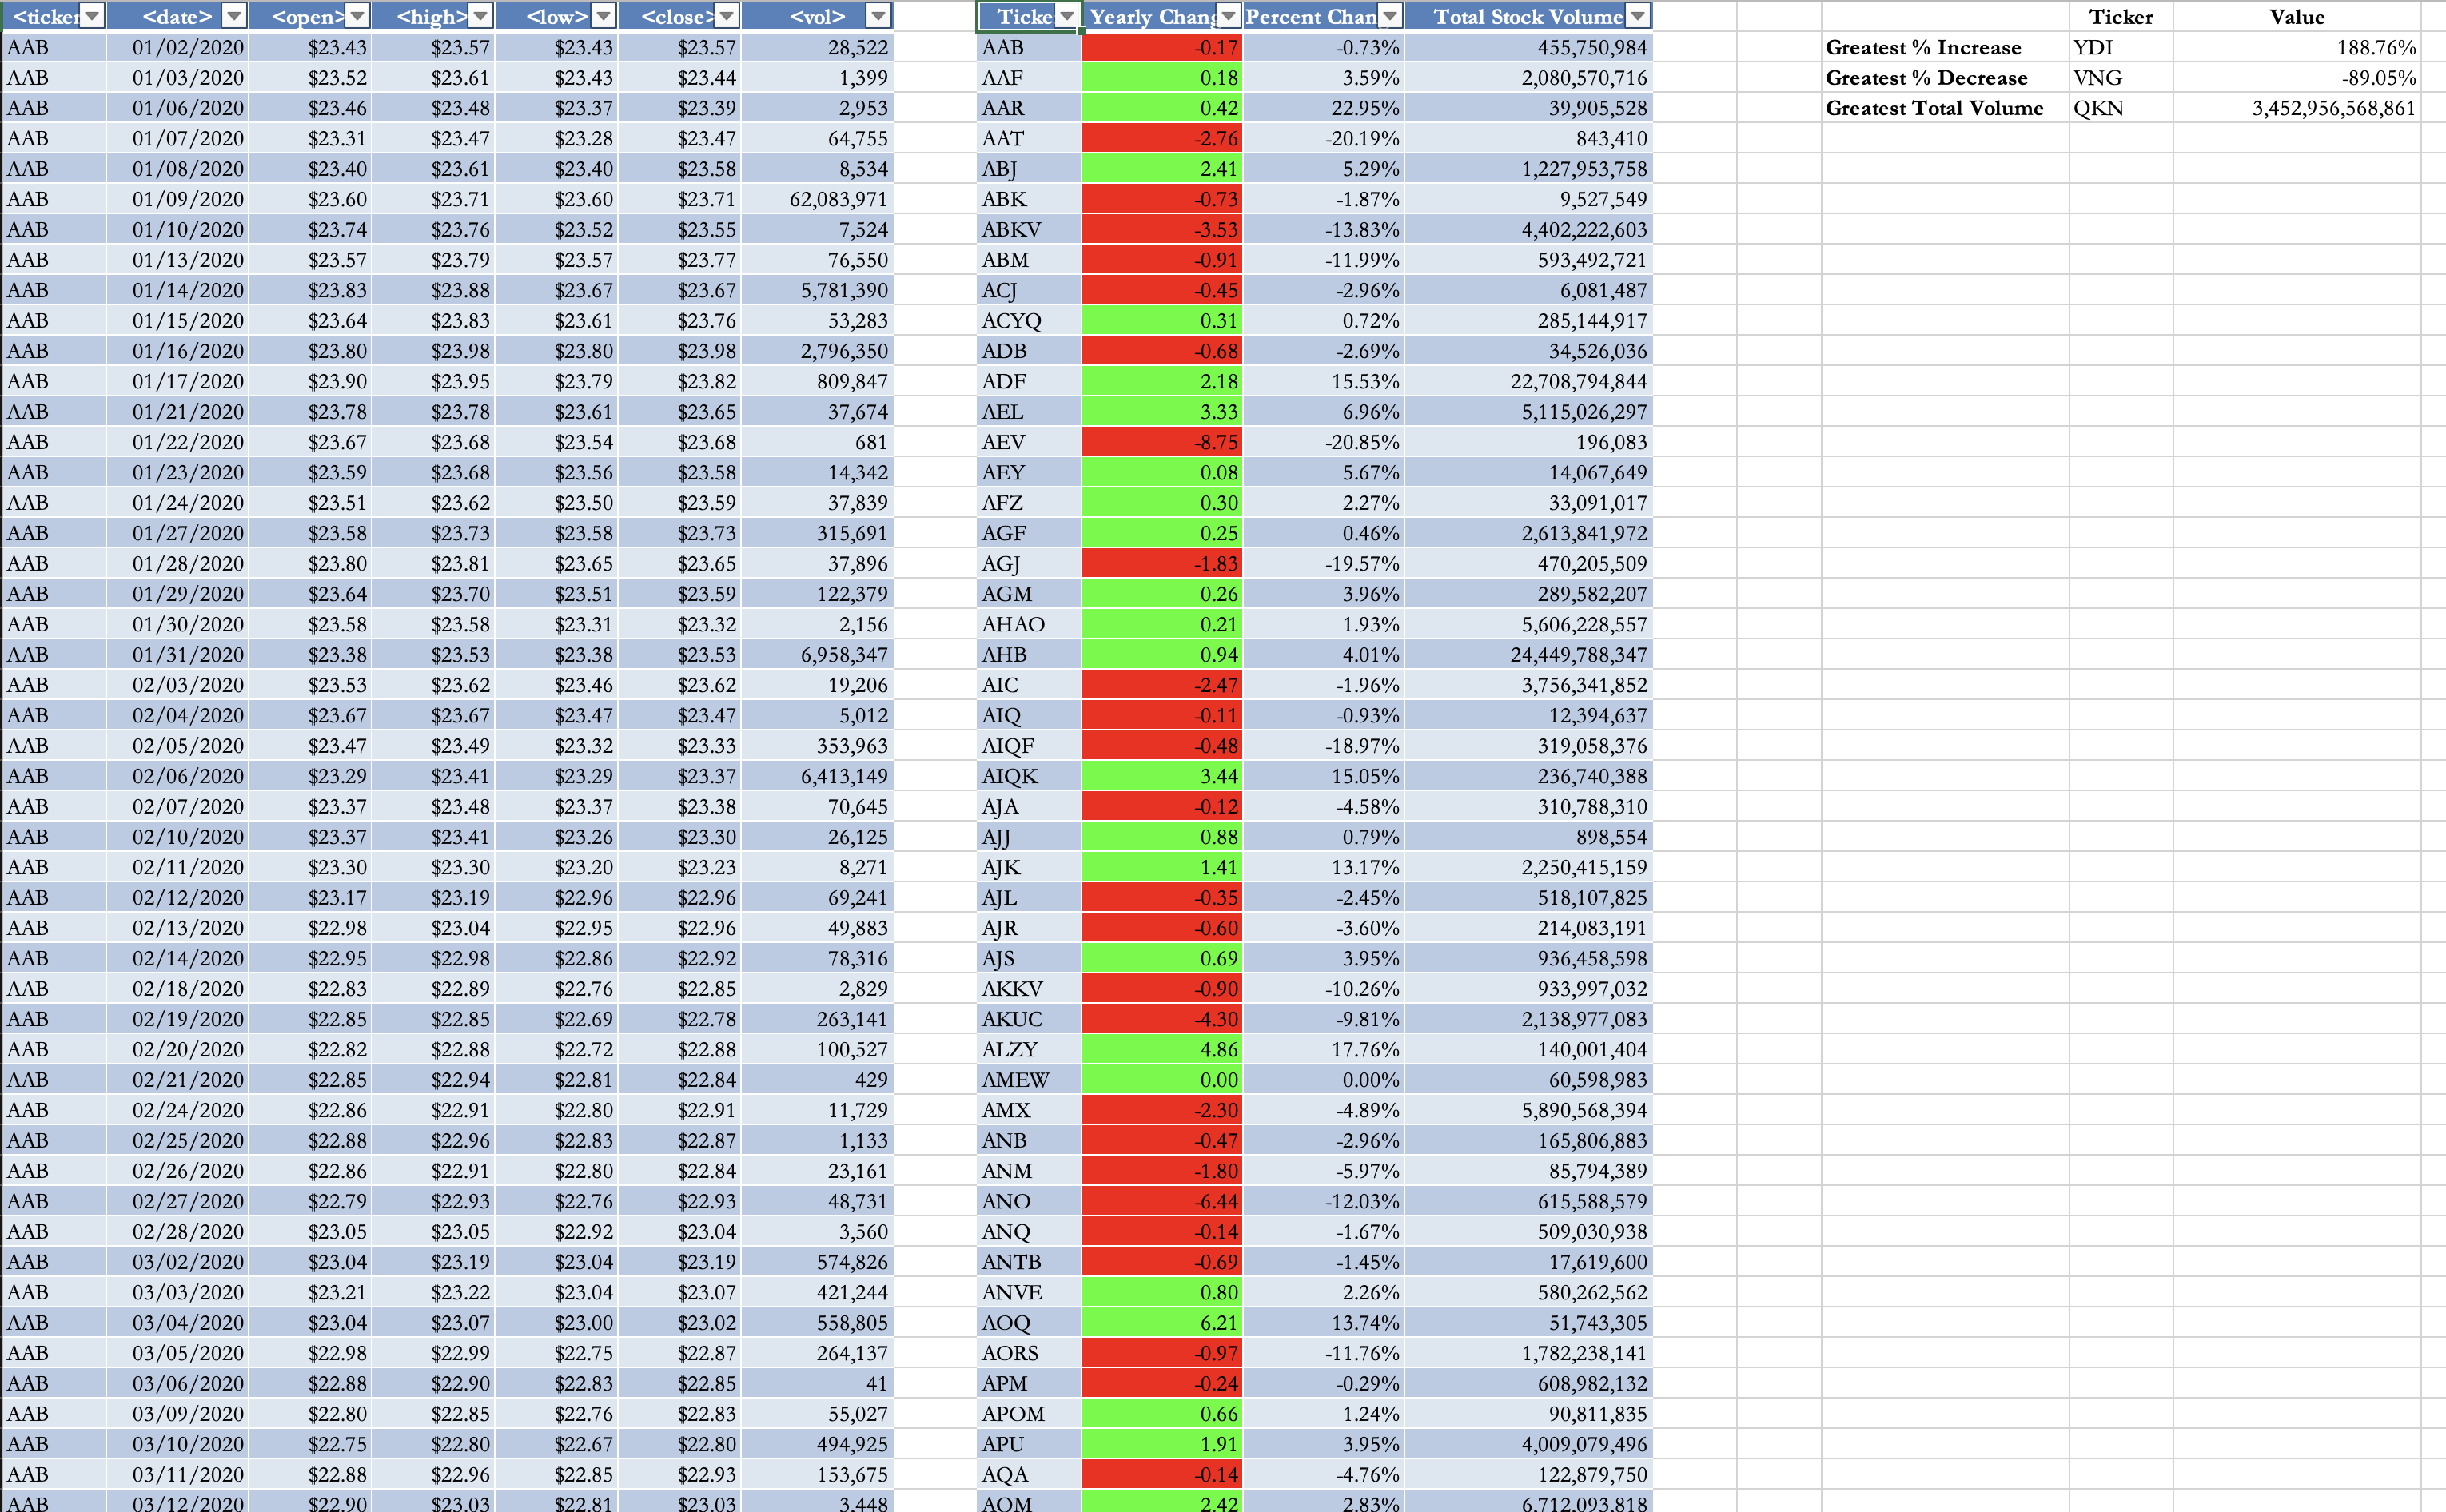 <ticker <date> <open> <high> <low> <close> <vol> Ticke Yearly Chang Percent Chan Total Stock Volume Ticker Value
AAB 01/02/2020 $23.43 $23.57 $23.43 $23.57 28,522 AAB -0.17 -0.73% 455,750,984 Greatest % Increase YDI 188.76%
AAB 01/03/2020 $23.52 $23.61 $23.43 $23.44 1,399 AAF 0.18 3.59% 2,080,570,716 Greatest % Decrease VNG -89.05%
AAB 01/06/2020 $23.46 $23.48 $23.37 $23.39 2,953 AAR 0.42 22.95% 39,905,528 Greatest Total Volume QKN 3,452,956,568,861
AAB 01/07/2020 $23.31 $23.47 $23.28 $23.47 64,755 AAT -2.76 -20.19% 843,410
AAB 01/08/2020 $23.40 $23.61 $23.40 $23.58 8,534 ABJ 2.41 5.29% 1,227,953,758
AAB 01/09/2020 $23.60 $23.71 $23.60 $23.71 62,083,971 ABK -0.73 -1.87% 9,527,549
AAB 01/10/2020 $23.74 $23.76 $23.52 $23.55 7,524 ABKV -3.53 -13.83% 4,402,222,603
AAB 01/13/2020 $23.57 $23.79 $23.57 $23.77 76,550 ABM -0.91 -11.99% 593,492,721
AAB 01/14/2020 $23.83 $23.88 $23.67 $23.67 5,781,390 ACJ -0.45 -2.96% 6,081,487
AAB 01/15/2020 $23.64 $23.83 $23.61 $23.76 53,283 ACYQ 0.31 0.72% 285,144,917
AAB 01/16/2020 $23.80 $23.98 $23.80 $23.98 2,796,350 ADB -0.68 -2.69% 34,526,036
AAB 01/17/2020 $23.90 $23.95 $23.79 $23.82 809,847 ADF 2.18 15.53% 22,708,794,844
AAB 01/21/2020 $23.78 $23.78 $23.61 $23.65 37,674 AEL 3.33 6.96% 5,115,026,297
AAB 01/22/2020 $23.67 $23.68 $23.54 $23.68 681 AEV -8.75 -20.85% 196,083
AAB 01/23/2020 $23.59 $23.68 $23.56 $23.58 14,342 AEY 0.08 5.67% 14,067,649
AAB 01/24/2020 $23.51 $23.62 $23.50 $23.59 37,839 AFZ 0.30 2.27% 33,091,017
AAB 01/27/2020 $23.58 $23.73 $23.58 $23.73 315,691 AGF 0.25 0.46% 2,613,841,972
AAB 01/28/2020 $23.80 $23.81 $23.65 $23.65 37,896 AGJ -1.83 -19.57% 470,205,509
AAB 01/29/2020 $23.64 $23.70 $23.51 $23.59 122,379 AGM 0.26 3.96% 289,582,207
AAB 01/30/2020 $23.58 $23.58 $23.31 $23.32 2,156 AHAO 0.21 1.93% 5,606,228,557
AAB 01/31/2020 $23.38 $23.53 $23.38 $23.53 6,958,347 AHB 0.94 4.01% 24,449,788,347
AAB 02/03/2020 $23.53 $23.62 $23.46 $23.62 19,206 AIC -2.47 -1.96% 3,756,341,852
AAB 02/04/2020 $23.67 $23.67 $23.47 $23.47 5,012 AIQ -0.11 -0.93% 12,394,637
AAB 02/05/2020 $23.47 $23.49 $23.32 $23.33 353,963 AIQF -0.48 -18.97% 319,058,376
AAB 02/06/2020 $23.29 $23.41 $23.29 $23.37 6,413,149 AIQK 3.44 15.05% 236,740,388
AAB 02/07/2020 $23.37 $23.48 $23.37 $23.38 70,645 AJA -0.12 -4.58% 310,788,310
AAB 02/10/2020 $23.37 $23.41 $23.26 $23.30 26,125 AJJ 0.88 0.79% 898,554
AAB 02/11/2020 $23.30 $23.30 $23.20 $23.23 8,271 AJK 1.41 13.17% 2,250,415,159
AAB 02/12/2020 $23.17 $23.19 $22.96 $22.96 69,241 AJL -0.35 -2.45% 518,107,825
AAB 02/13/2020 $22.98 $23.04 $22.95 $22.96 49,883 AJR -0.60 -3.60% 214,083,191
AAB 02/14/2020 $22.95 $22.98 $22.86 $22.92 78,316 AJS 0.69 3.95% 936,458,598
AAB 02/18/2020 $22.83 $22.89 $22.76 $22.85 2,829 AKKV -0.90 -10.26% 933,997,032
AAB 02/19/2020 $22.85 $22.85 $22.69 $22.78 263,141 AKUC -4.30 -9.81% 2,138,977,083
AAB 02/20/2020 $22.82 $22.88 $22.72 $22.88 100,527 ALZY 4.86 17.76% 140,001,404
AAB 02/21/2020 $22.85 $22.94 $22.81 $22.84 429 AMEW 0.00 0.00% 60,598,983
AAB 02/24/2020 $22.86 $22.91 $22.80 $22.91 11,729 AMX -2.30 -4.89% 5,890,568,394
AAB 02/25/2020 $22.88 $22.96 $22.83 $22.87 1,133 ANB -0.47 -2.96% 165,806,883
AAB 02/26/2020 $22.86 $22.91 $22.80 $22.84 23,161 ANM -1.80 -5.97% 85,794,389
AAB 02/27/2020 $22.79 $22.93 $22.76 $22.93 48,731 ANO -6.44 -12.03% 615,588,579
AAB 02/28/2020 $23.05 $23.05 $22.92 $23.04 3,560 ANQ -0.14 -1.67% 509,030,938
AAB 03/02/2020 $23.04 $23.19 $23.04 $23.19 574,826 ANTB -0.69 -1.45% 17,619,600
AAB 03/03/2020 $23.21 $23.22 $23.04 $23.07 421,244 ANVE 0.80 2.26% 580,262,562
AAB 03/04/2020 $23.04 $23.07 $23.00 $23.02 558,805 AOQ 6.21 13.74% 51,743,305
AAB 03/05/2020 $22.98 $22.99 $22.75 $22.87 264,137 AORS -0.97 -11.76% 1,782,238,141
AAB 03/06/2020 $22.88 $22.90 $22.83 $22.85 41 APM -0.24 -0.29% 608,982,132
AAB 03/09/2020 $22.80 $22.85 $22.76 $22.83 55,027 APOM 0.66 1.24% 90,811,835
AAB 03/10/2020 $22.75 $22.80 $22.67 $22.80 494,925 APU 1.91 3.95% 4,009,079,496
AAB 03/11/2020 $22.88 $22.96 $22.85 $22.93 153,675 AQA -0.14 -4.76% 122,879,750
AAB 03/12/2020 $22.90 $23.03 $22.81 $23.03 3,448 AQM 2.42 2.83% 6,712,093,818